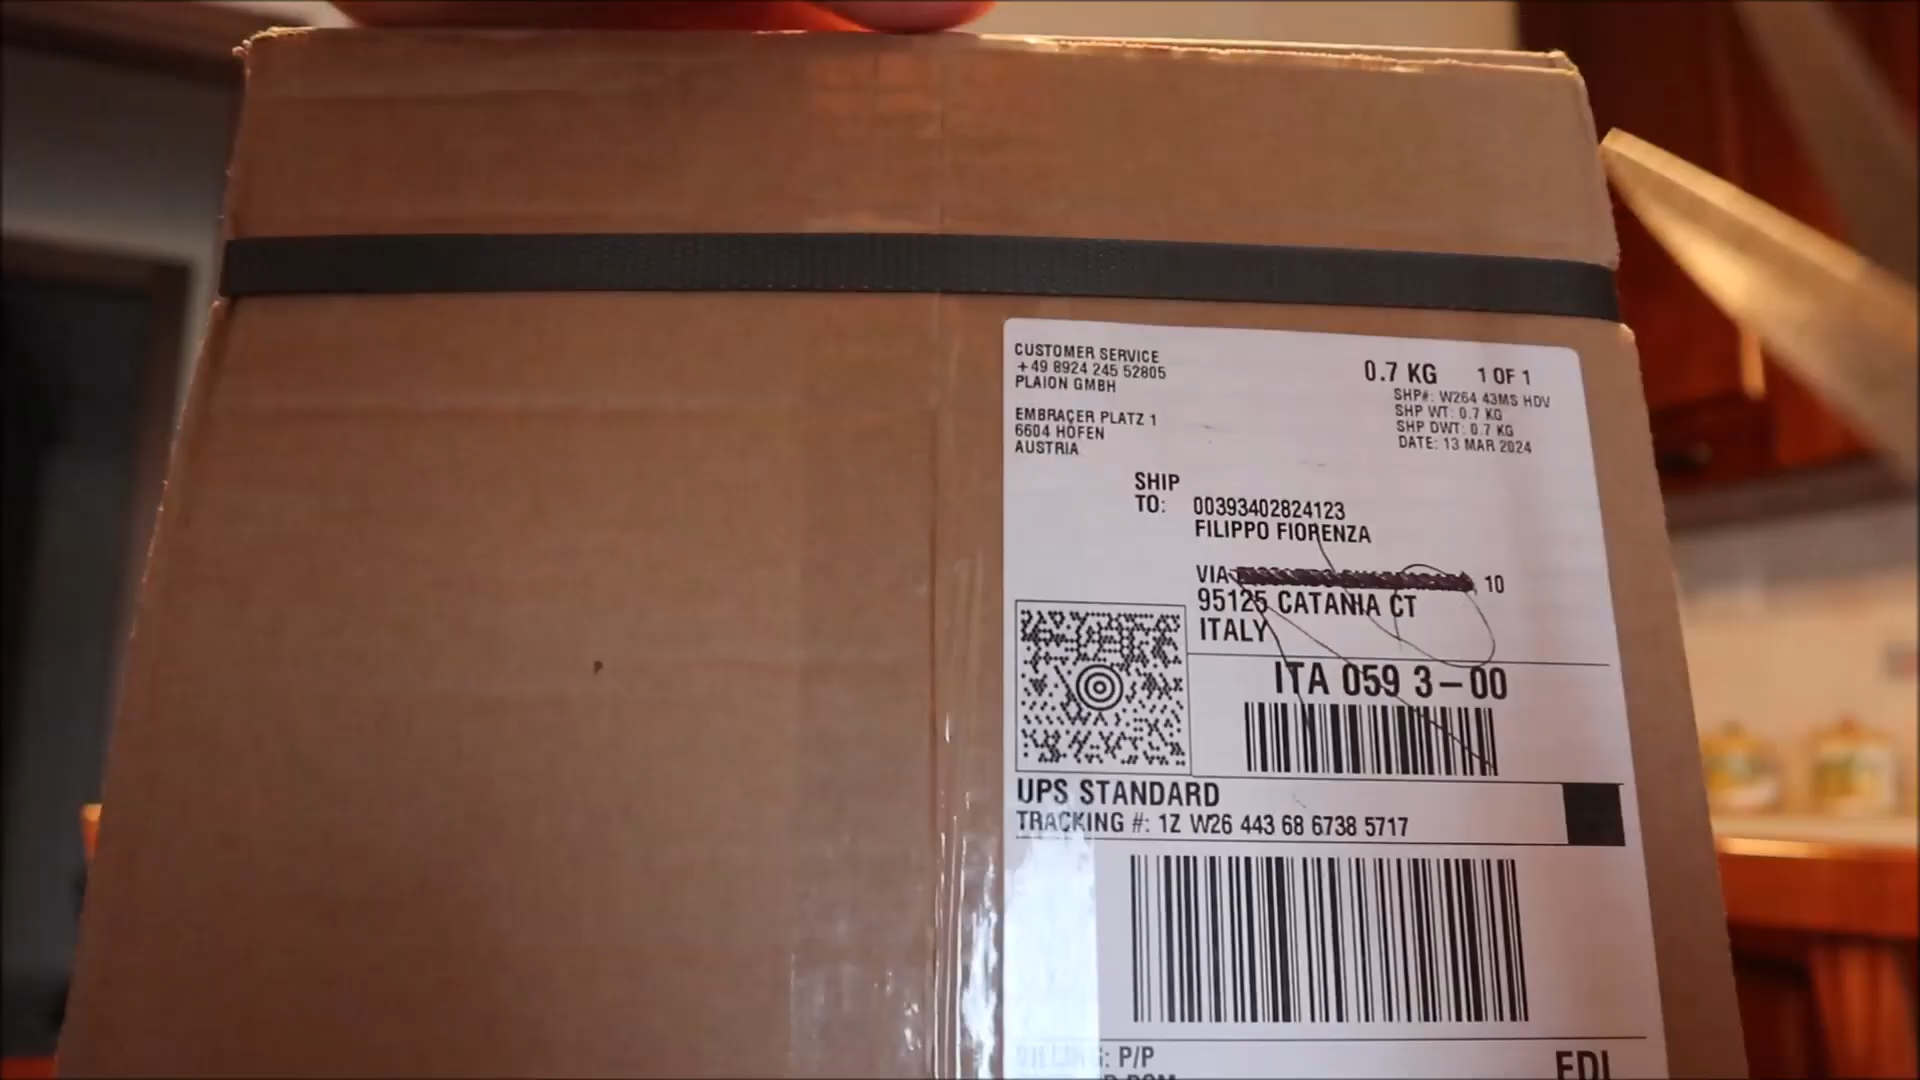 CUSTOMER SERVICE
+49 8924 245 52805
PLAION GMBH
EMBRACER PLATZ 1
6604 HÖFEN
AUSTRIA
0.7 KG 1 OF 1
SHP#: W264 43MS HDV
SHP WT: 0.7 KG
SHP DWT: 0.7 KG
DATE: 13 MAR 2024
SHIP
TO:
00393402824123
FILIPPO FIORENZA
VIA 10
95125 CATANIA CT
ITALY
ITA 059 3-00
UPS STANDARD
TRACKING #: 1Z W26 443 68 6738 5717
BILLING: P/P
EDI